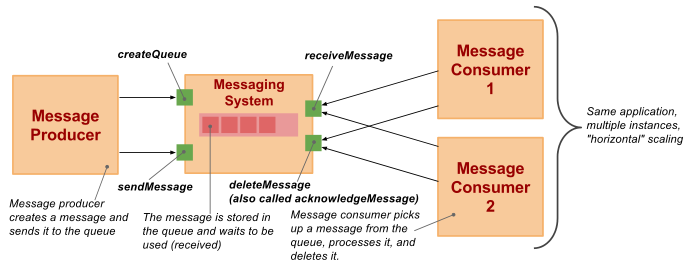 createQueue
receiveMessage
Messaging
System
Message
Producer
Message
Consumer
1
Same application,
multiple instances,
"horizontal" scaling
sendMessage
deleteMessage
(also called acknowledgeMessage)
Message
Consumer
2
Message producer
creates a message and
sends it to the queue
The message is stored in
the queue and waits to be
used (received)
Message consumer picks
up a message from the
queue, processes it, and
deletes it.